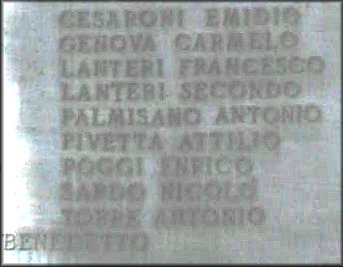 CESARONI EMIDIO
GENOVA CARMELO
LANTERI FRANCESCO
LANTERI SECONDO
PALMISANO ANTONIO
PIVETTA ATTILIO
POGGI ENRICO
SARDO NICOLO
TORRE ANTONIO
BENEDETTO